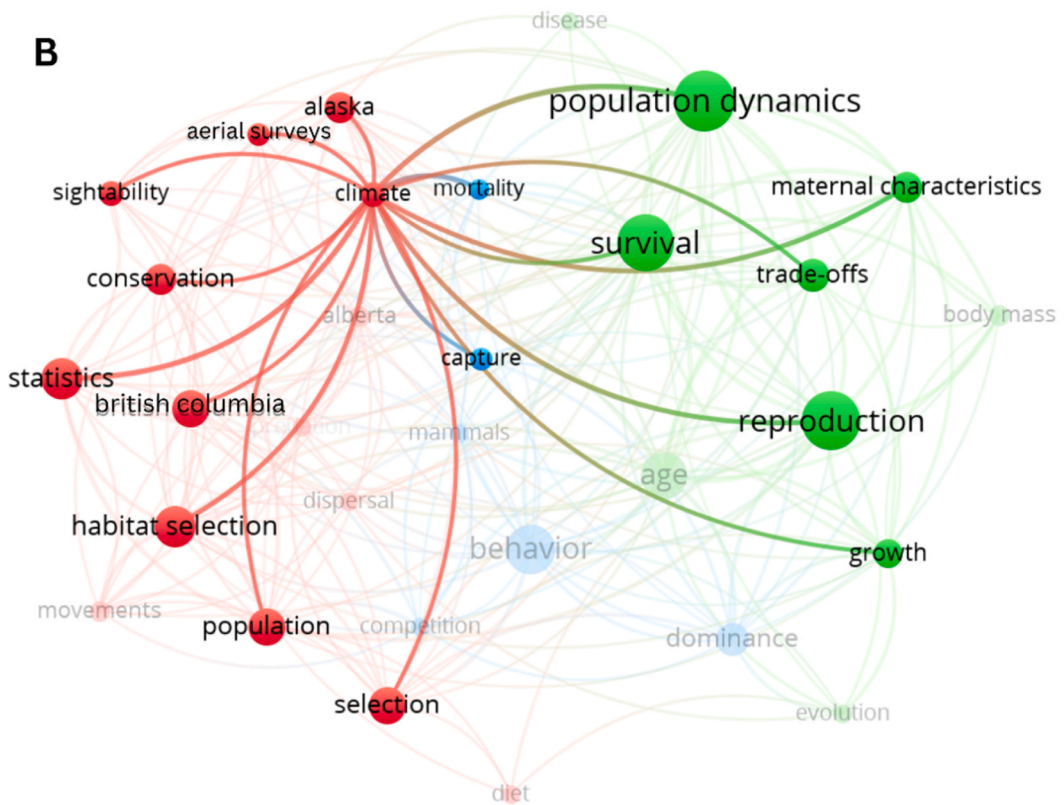 B
disease
population dynamics
alaska
aerial surveys
sightability
climate
mortality
maternal characteristics
survival
trade-offs
conservation
alberta
body mass
capture
statistics
british columbia
mammals
reproduction
age
dispersal
habitat selection
behavior
growth
movements
population
competition
dominance
selection
evolution
diet